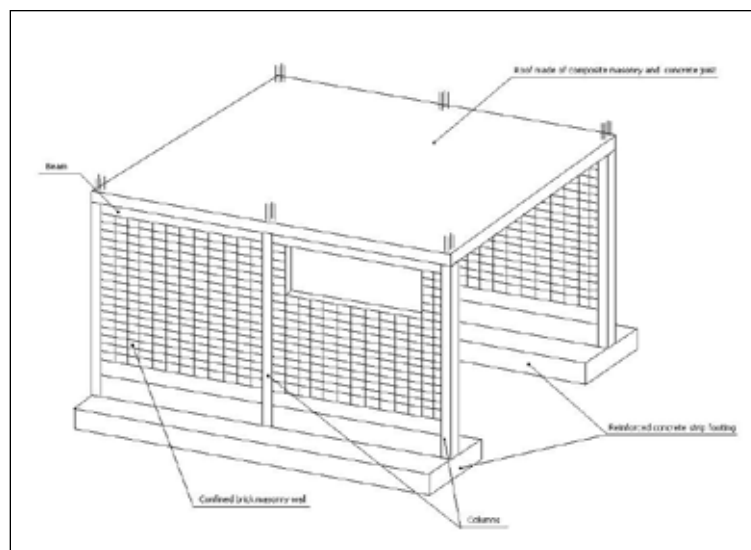 Roof made of composite masonry and concrete joist
Beam
Reinforced concrete strip footing
Confined brick masonry wall
Columns